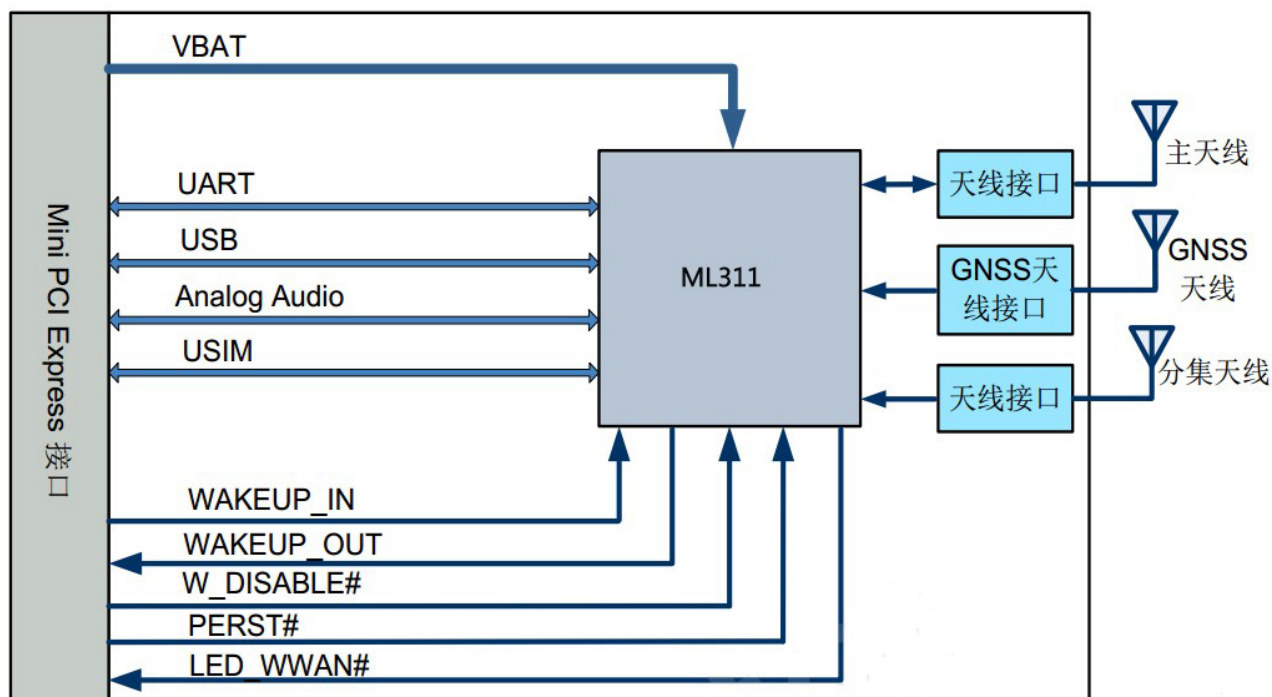 VBAT
UART
USB
Analog Audio
USIM
Mini PCI Express 接口
ML311
天线接口
主天线
GNSS天
线接口
GNSS
天线
天线接口
分集天线
WAKEUP_IN
WAKEUP_OUT
W_DISABLE#
PERST#
LED_WWAN#